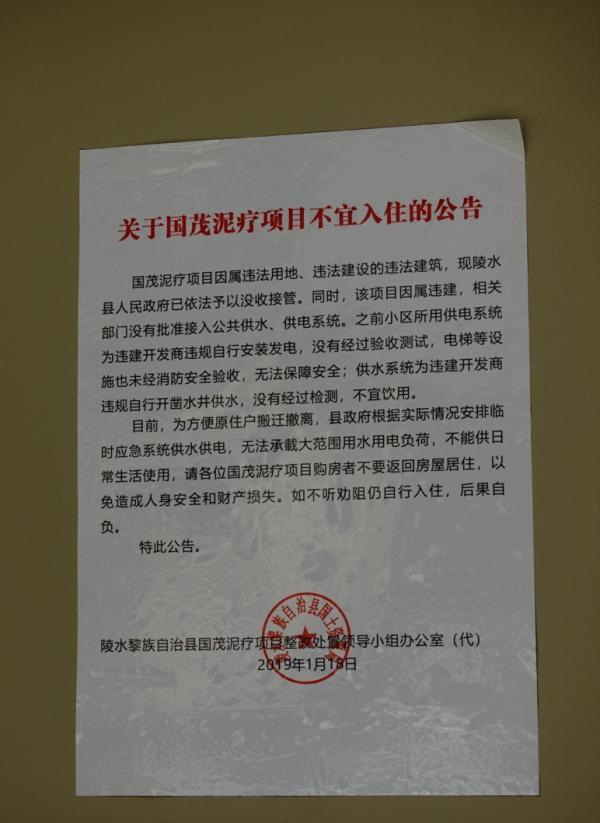 关于国茂泥疗项目不宜入住的公告
国茂泥疗项目因属违法用地、违法建设的违法建筑，现陵水
县人民政府已依法予以没收接管。同时，该项目因属违建，相关
部门没有批准接入公共供水、供电系统。之前小区所用供电系统
为违建开发商违规自行安装发电，没有经过验收测试，电梯等设
施也未经消防安全验收，无法保障安全；供水系统为违建开发商
违规自行开凿水井供水，没有经过检测，不宜饮用。
目前，为方便原住户搬迁撤离，县政府根据实际情况安排临
时应急系统供水供电，无法承载大范围用水用电负荷，不能供日
常生活使用，请各位国茂泥疗项目购房者不要返回房屋居住，以
免造成人身安全和财产损失。如不听劝阻仍自行入住，后果自
负。
特此公告。
陵水黎族自治县国茂泥疗项目整改处置领导小组办公室（代）
2019年1月18日
族自治县国土